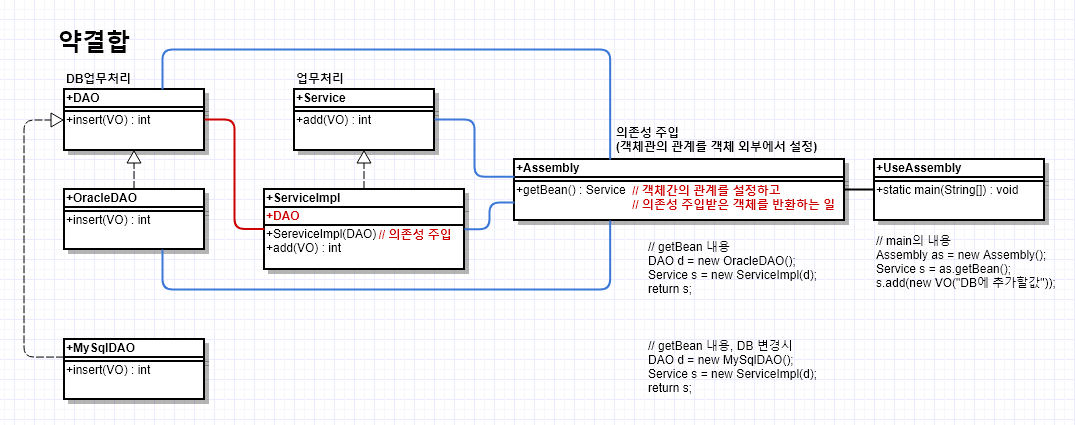 약결합
DB업무처리
+DAO
+insert(VO) : int
업무처리
+Service
+add(VO) : int
+OracleDAO
+insert(VO) : int
+ServiceImpl
+DAO
+SereviceImpl(DAO) // 의존성 주입
+add(VO) : int
의존성 주입
(객체관의 관계를 객체 외부에서 설정)
+Assembly
+getBean() : Service // 객체간의 관계를 설정하고
// 의존성 주입받은 객체를 반환하는 일
+UseAssembly
+static main(String[]) : void
// main의 내용
Assembly as = new Assembly();
Service s = as.getBean();
s.add(new VO("DB에 추가할값"));
// getBean 내용
DAO d = new OracleDAO();
Service s = new ServiceImpl(d);
return s;
+MySqlDAO
+insert(VO) : int
// getBean 내용, DB 변경시
DAO d = new MySqlDAO();
Service s = new ServiceImpl(d);
return s;